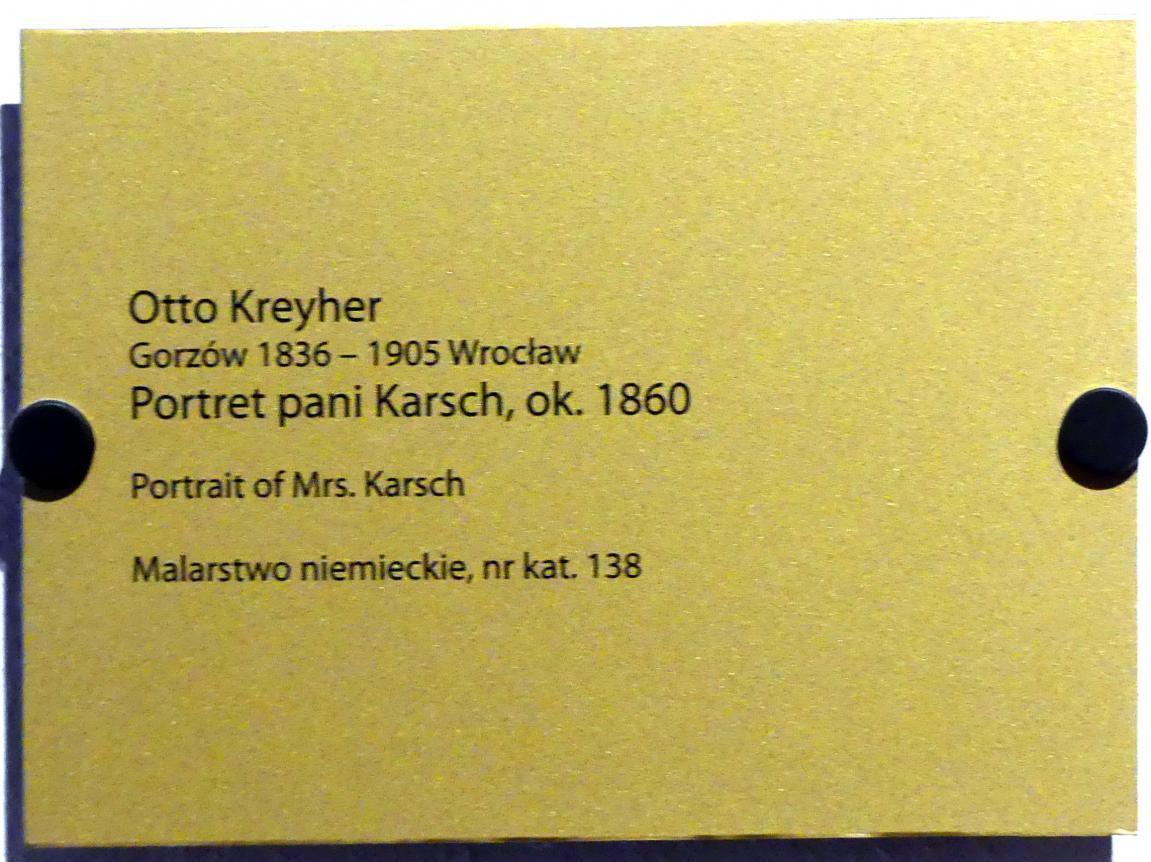 Otto Kreyher
Gorzów 1836 – 1905 Wrocław
Portret pani Karsch, ok. 1860
Portrait of Mrs. Karsch
Malarstwo niemieckie, nr kat. 138